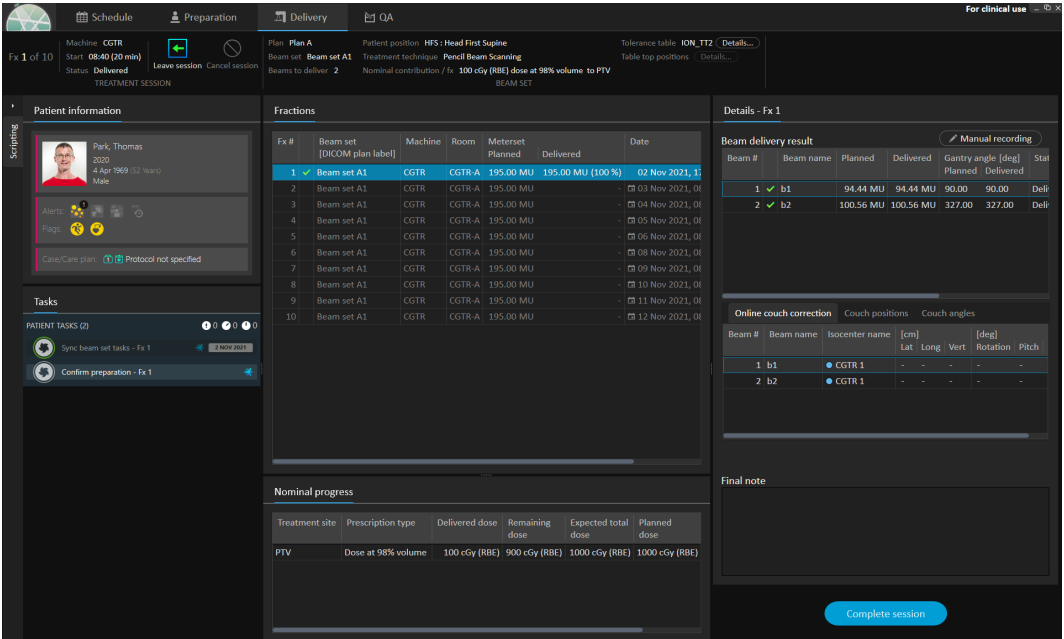 For clinical use
Schedule
Preparation
Delivery
QA
Fx 1 of 10
Machine CGTR
Start 08:40 (20 min)
Status Delivered
Leave session
Cancel session
TREATMENT SESSION
Plan Plan A
Beam set Beam set A1
Beams to deliver 2
Patient position HFS : Head First Supine
Treatment technique Pencil Beam Scanning
Nominal contribution / fx 100 cGy (RBE) dose at 98% volume to PTV
Tolerance table ION_TT2 Details...
Table top positions Details...
BEAM SET
Scripting
Patient information
Park, Thomas
2020
4 Apr 1969 (52 Years)
Male
Alerts: 1
Flags:
Case/Care plan: 1 Protocol not specified
Tasks
PATIENT TASKS (2) 0 0 0
Sync beam set tasks - Fx 1 2 NOV 2021
Confirm preparation - Fx 1
Fractions
Fx # Beam set [DICOM plan label] Machine Room Meterset Planned Delivered Date
1 Beam set A1 CGTR CGTR-A 195.00 MU 195.00 MU (100 %) 02 Nov 2021, 17
2 Beam set A1 CGTR CGTR-A 195.00 MU - 03 Nov 2021, 08
3 Beam set A1 CGTR CGTR-A 195.00 MU - 04 Nov 2021, 08
4 Beam set A1 CGTR CGTR-A 195.00 MU - 05 Nov 2021, 08
5 Beam set A1 CGTR CGTR-A 195.00 MU - 06 Nov 2021, 08
6 Beam set A1 CGTR CGTR-A 195.00 MU - 08 Nov 2021, 08
7 Beam set A1 CGTR CGTR-A 195.00 MU - 09 Nov 2021, 08
8 Beam set A1 CGTR CGTR-A 195.00 MU - 10 Nov 2021, 08
9 Beam set A1 CGTR CGTR-A 195.00 MU - 11 Nov 2021, 08
10 Beam set A1 CGTR CGTR-A 195.00 MU - 12 Nov 2021, 08
Nominal progress
Treatment site Prescription type Delivered dose Remaining dose Expected total dose Planned dose
PTV Dose at 98% volume 100 cGy (RBE) 900 cGy (RBE) 1000 cGy (RBE) 1000 cGy (RBE)
Details - Fx 1
Beam delivery result
Manual recording
Beam # Beam name Planned Delivered Gantry angle [deg] Stat
Planned Delivered
1 b1 94.44 MU 94.44 MU 90.00 90.00 Deli
2 b2 100.56 MU 100.56 MU 327.00 327.00 Deli
Online couch correction Couch positions Couch angles
Beam # Beam name Isocenter name [cm] [deg]
Lat Long Vert Rotation Pitch
1 b1 CGTR 1 - - - - -
2 b2 CGTR 1 - - - - -
Final note
Complete session